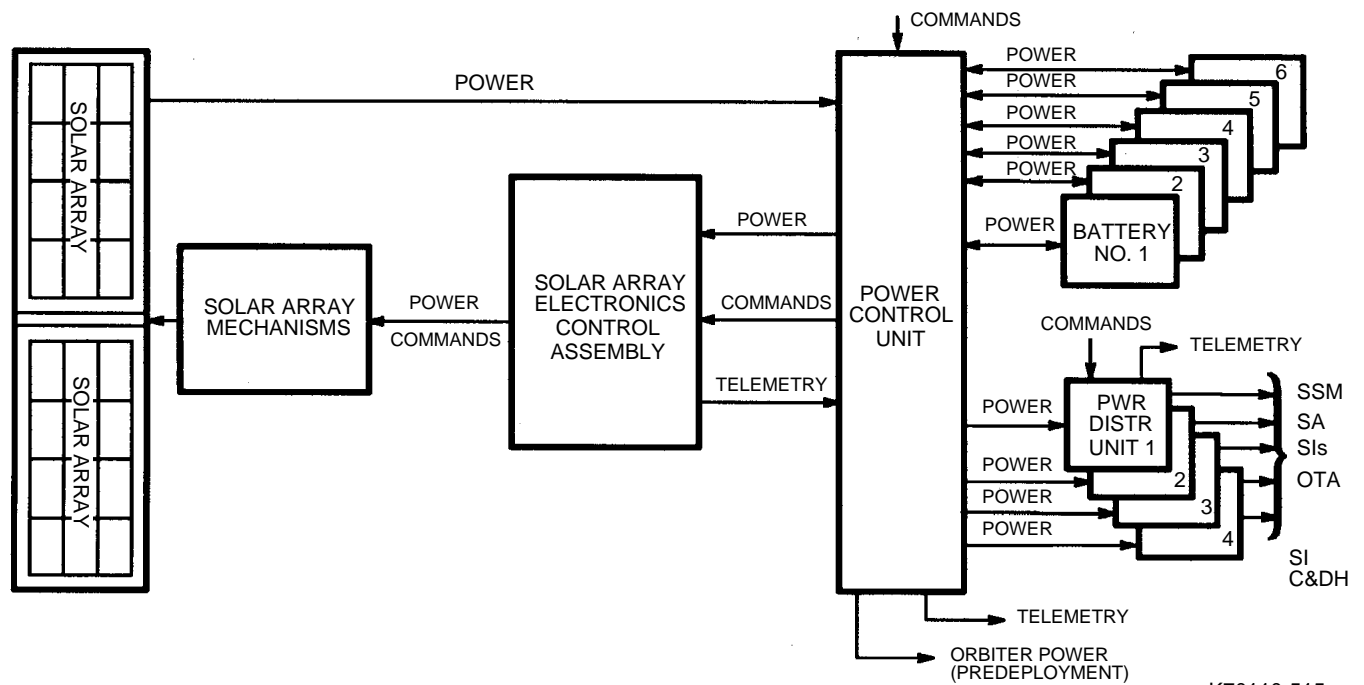 COMMANDS
POWER
SOLAR ARRAY
SOLAR ARRAY
SOLAR ARRAY
MECHANISMS
POWER
COMMANDS
SOLAR ARRAY
ELECTRONICS
CONTROL
ASSEMBLY
POWER
COMMANDS
TELEMETRY
POWER
CONTROL
UNIT
POWER
POWER
POWER
POWER
POWER
POWER
6
5
4
3
2
BATTERY
NO. 1
COMMANDS
TELEMETRY
POWER
PWR
DISTR
UNIT 1
POWER
2
POWER
3
POWER
4
SSM
SA
SIs
OTA
SI
C&DH
TELEMETRY
ORBITER POWER
(PREDEPLOYMENT)